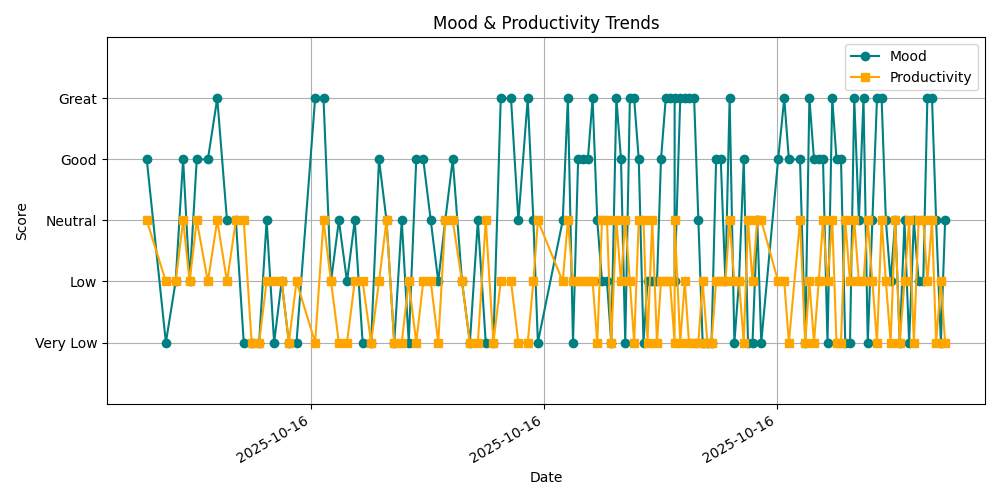 Mood & Productivity Trends
Mood
Productivity
Great
Good
Neutral
Low
Very Low
Score
2025-10-16
2025-10-16
2025-10-16
Date